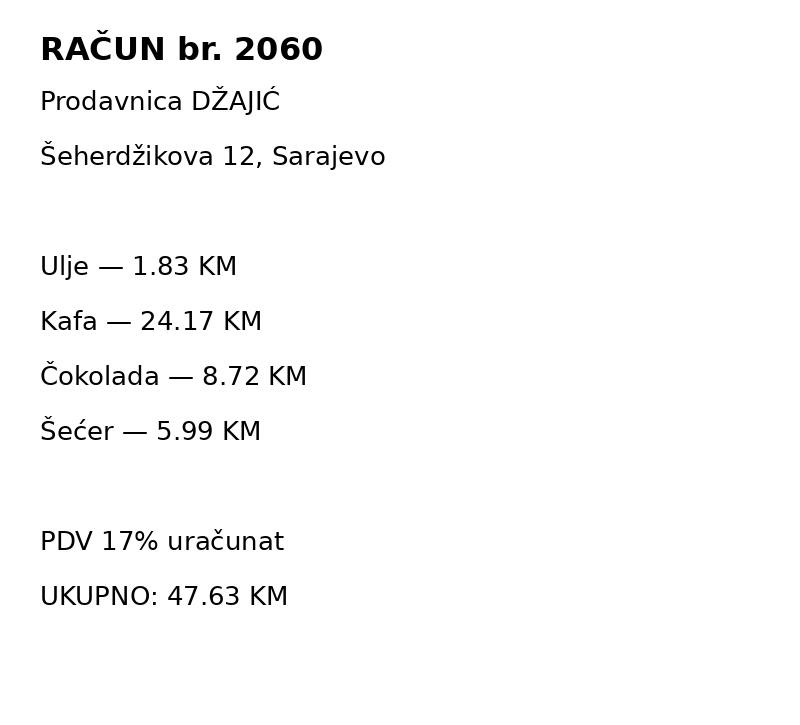 RAČUN br. 2060
Prodavnica DŽAJIĆ
Šeherdžikova 12, Sarajevo
Ulje — 1.83 KM
Kafa — 24.17 KM
Čokolada — 8.72 KM
Šećer — 5.99 KM
PDV 17% uračunat
UKUPNO: 47.63 KM